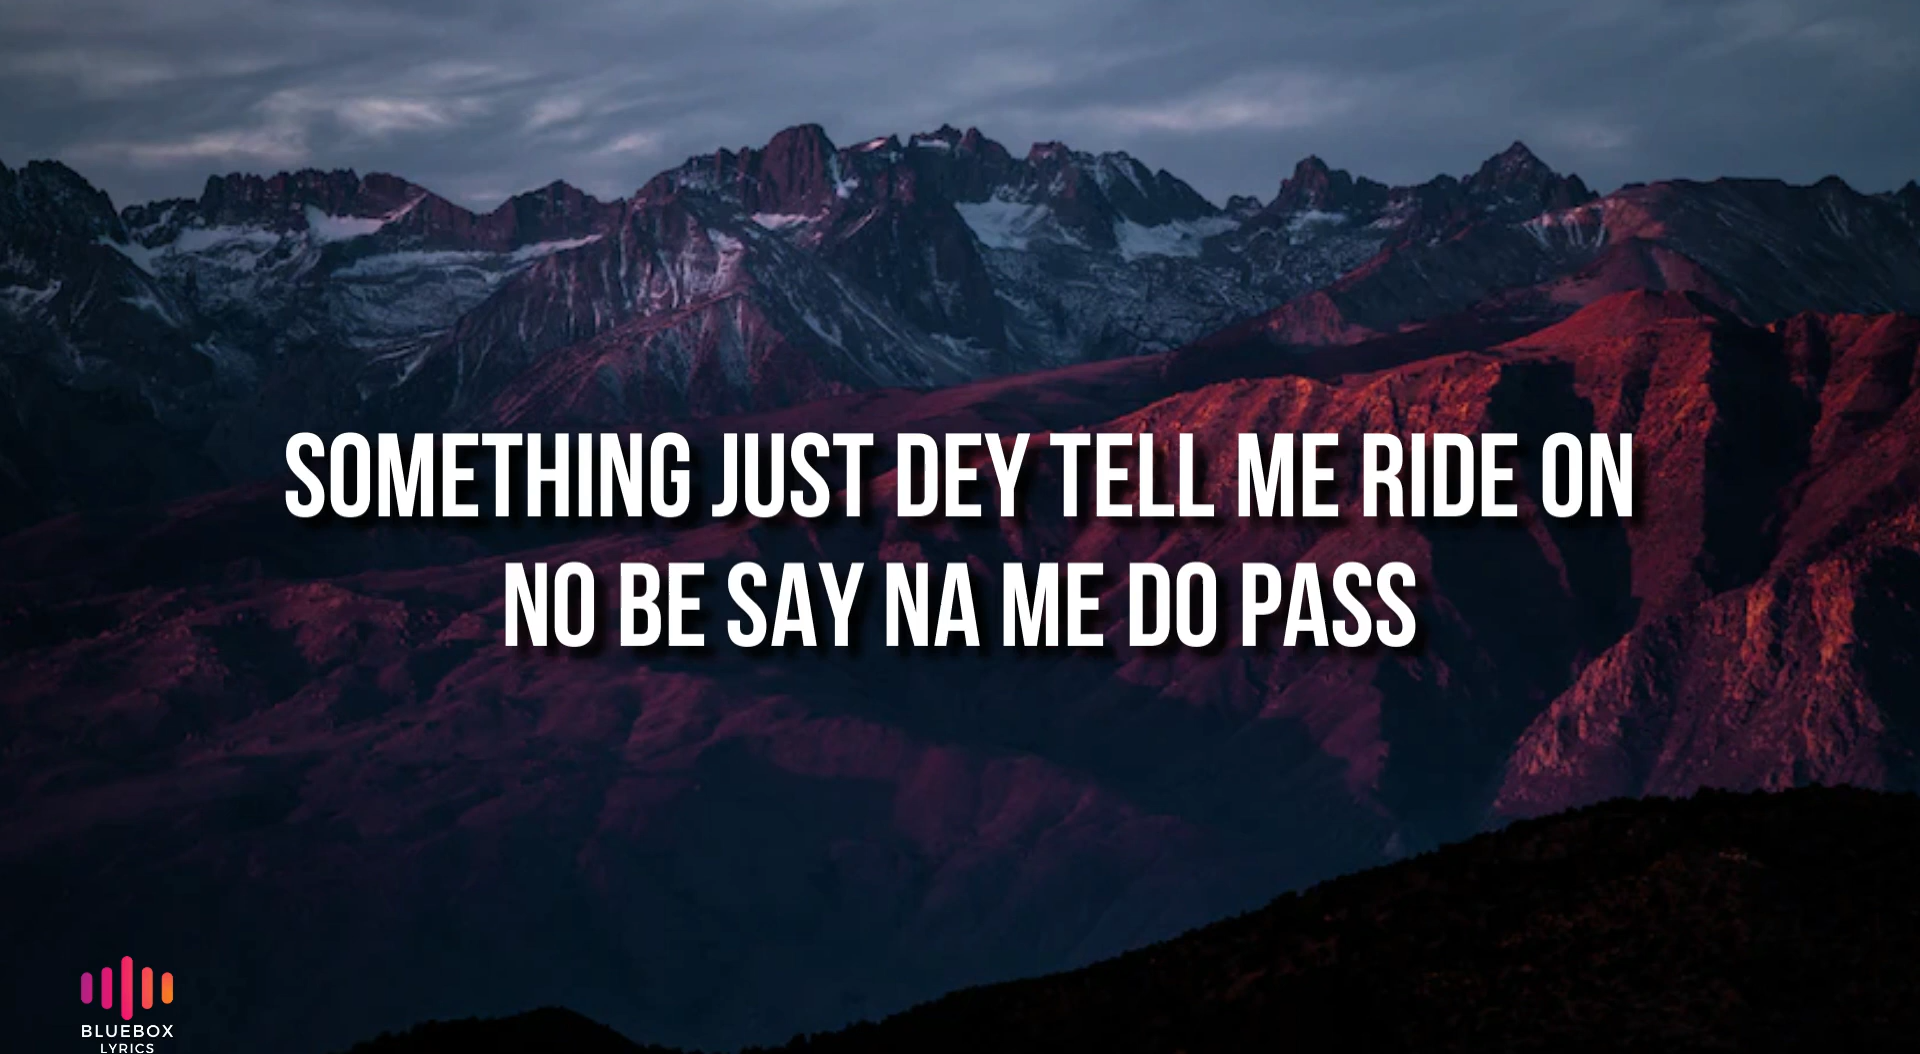 SOMETHING JUST DEY TELL ME RIDE ON
NO BE SAY NA ME DO PASS
BLUEBOX
LYRICS